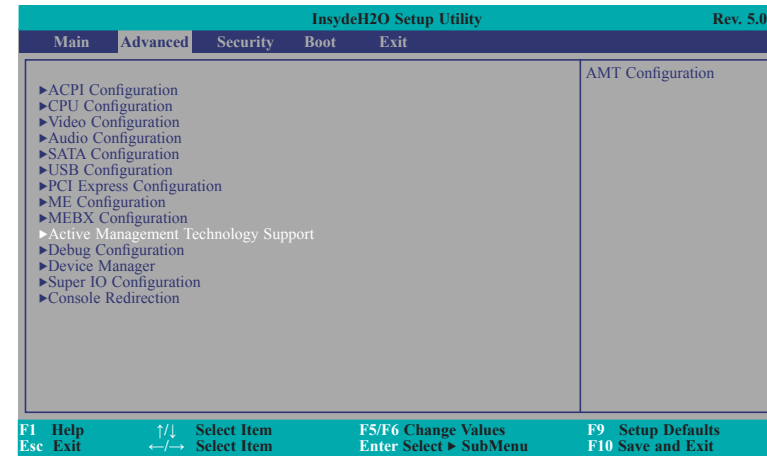 InsydeH2O Setup Utility Rev. 5.0
Main Advanced Security Boot Exit
AMT Configuration
►ACPI Configuration
►CPU Configuration
►Video Configuration
►Audio Configuration
►SATA Configuration
►USB Configuration
►PCI Express Configuration
►ME Configuration
►MEBX Configuration
►Active Management Technology Support
►Debug Configuration
►Device Manager
►Super IO Configuration
►Console Redirection
F1 Help ↑/↓ Select Item F5/F6 Change Values F9 Setup Defaults
Esc Exit ←/→ Select Item Enter Select ► SubMenu F10 Save and Exit